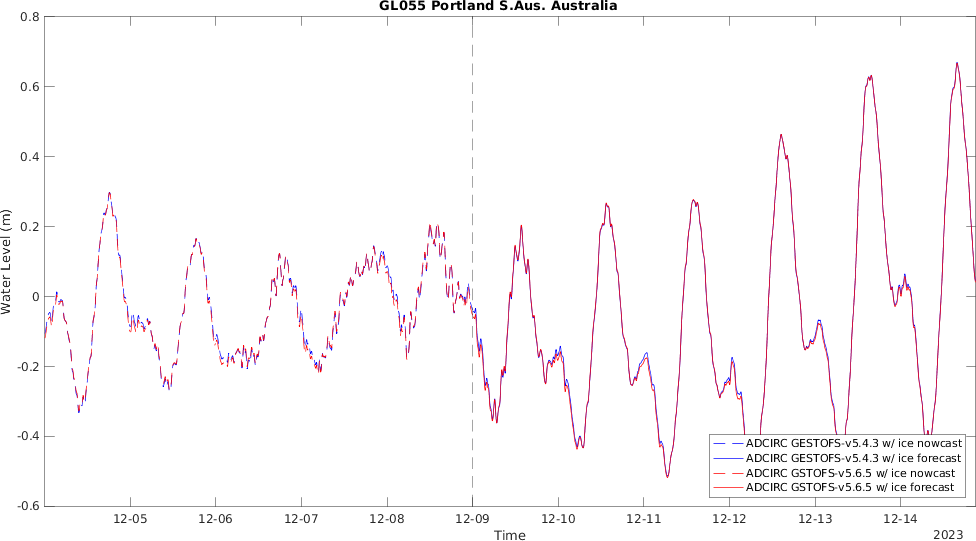 GL055 Portland S.Aus. Australia
0.8
0.6
0.4
0.2
0
-0.2
-0.4
-0.6
Water Level (m)
ADCIRC GESTOFS-v5.4.3 w/ ice nowcast
ADCIRC GESTOFS-v5.4.3 w/ ice forecast
ADCIRC GSTOFS-v5.6.5 w/ ice nowcast
ADCIRC GSTOFS-v5.6.5 w/ ice forecast
12-05 12-06 12-07 12-08 12-09 12-10 12-11 12-12 12-13 12-14
Time
2023